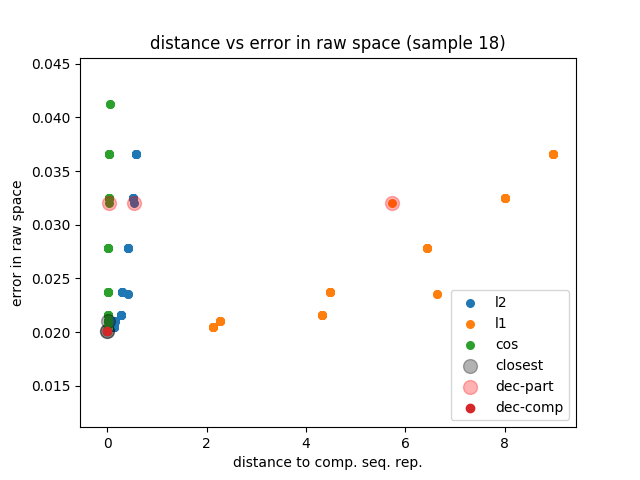 distance vs error in raw space (sample 18)
error in raw space
0.045
0.040
0.035
0.030
0.025
0.020
0.015
l2
l1
cos
closest
dec-part
dec-comp
0 2 4 6 8
distance to comp. seq. rep.